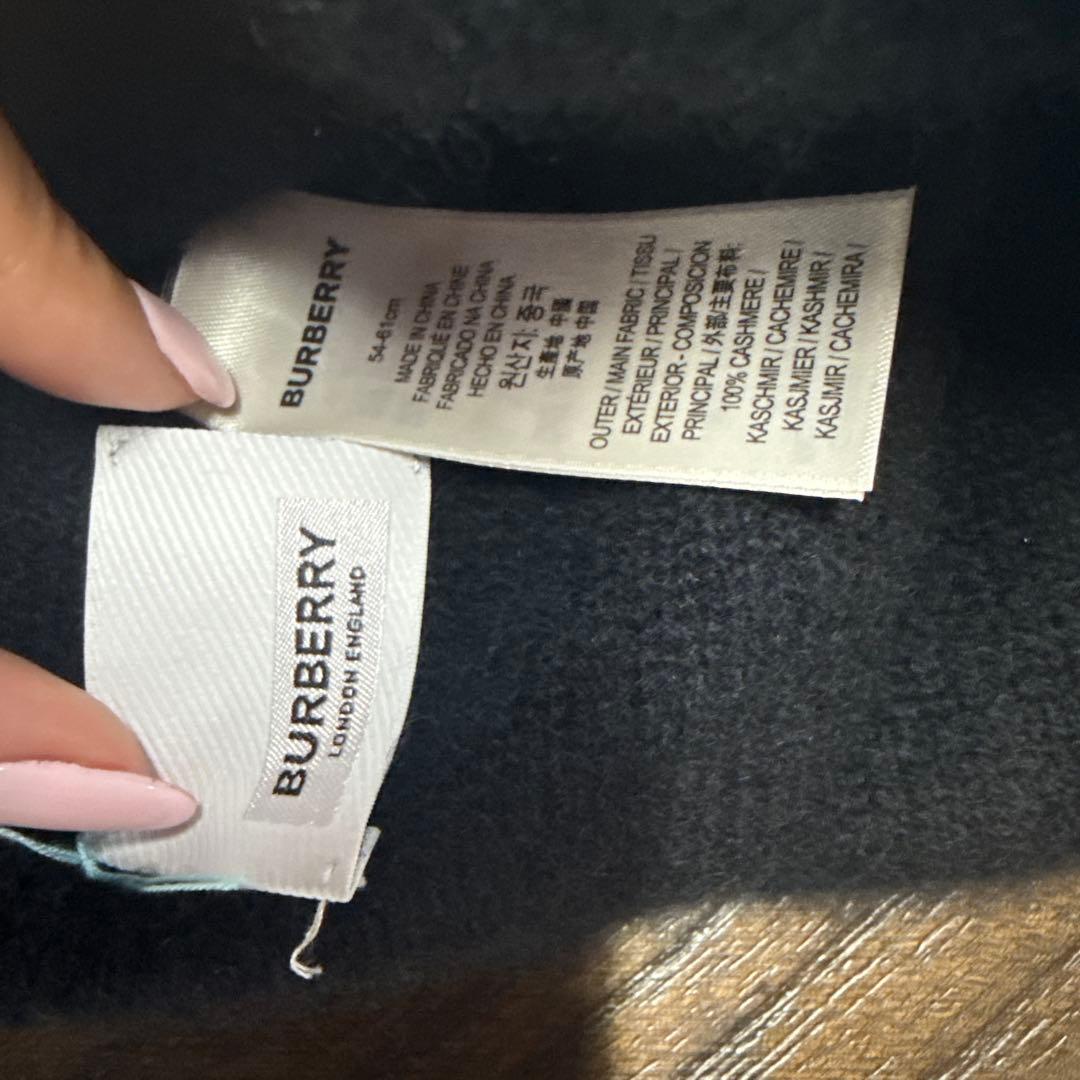 BURBERRY
54-61cm
MADE IN CHINA
FABRIQUÉ EN CHINE
FABRICADO NA CHINA
HECHO EN CHINA
원산지: 중국
生產地 中國
原产地 中国
OUTER / MAIN FABRIC / TISSU
EXTÉRIEUR / PRINCIPAL /
EXTERIOR - COMPOSICION
PRINCIPAL / 外部/主要布料:
100% CASHMERE /
KASCHMIR / CACHEMIRE /
KASJMIER / KASHMIR /
KASJMIR / CACHEMIRA /
BURBERRY
LONDON ENGLAND